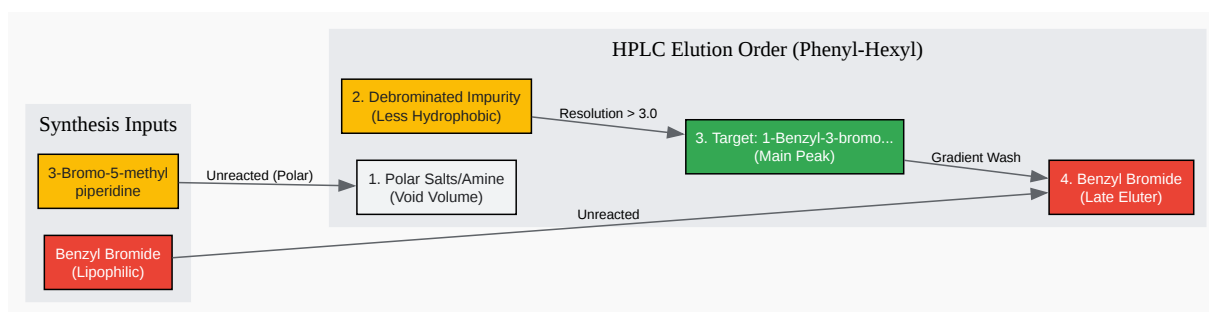 HPLC Elution Order (Phenyl-Hexyl)
Synthesis Inputs
3-Bromo-5-methyl
piperidine
Benzyl Bromide
(Lipophilic)
Unreacted (Polar)
Unreacted
2. Debrominated Impurity
(Less Hydrophobic)
1. Polar Salts/Amine
(Void Volume)
Resolution > 3.0
3. Target: 1-Benzyl-3-bromo...
(Main Peak)
Gradient Wash
4. Benzyl Bromide
(Late Eluter)